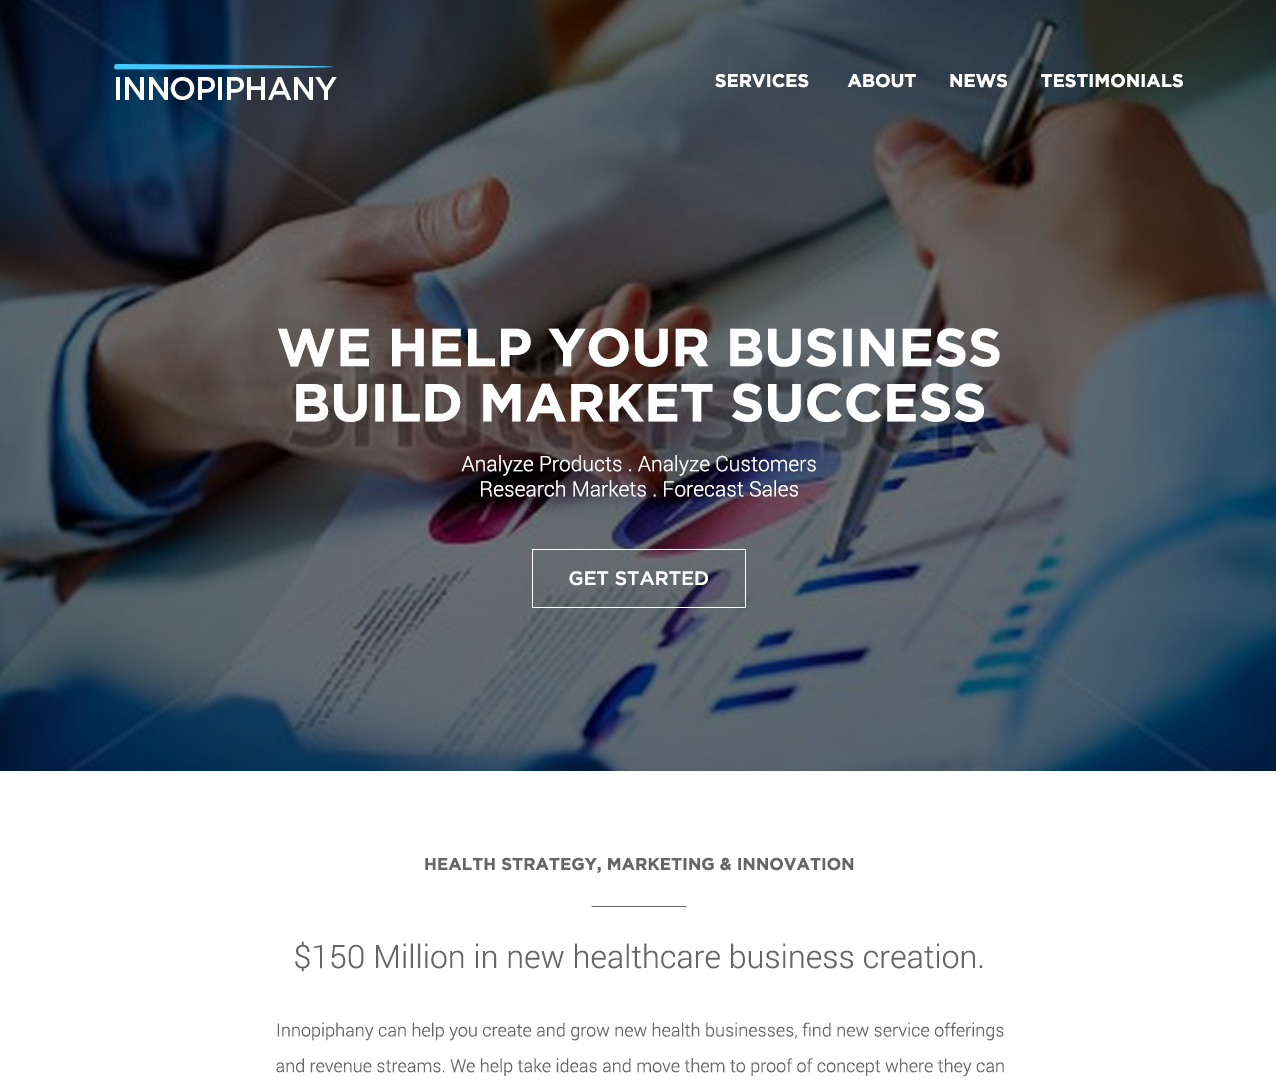 INNOPIPHANY
SERVICES ABOUT NEWS TESTIMONIALS
WE HELP YOUR BUSINESS
BUILD MARKET SUCCESS
shutterstock
Analyze Products . Analyze Customers
Research Markets . Forecast Sales
GET STARTED
HEALTH STRATEGY, MARKETING & INNOVATION
$150 Million in new healthcare business creation.
Innopiphany can help you create and grow new health businesses, find new service offerings
and revenue streams. We help take ideas and move them to proof of concept where they can